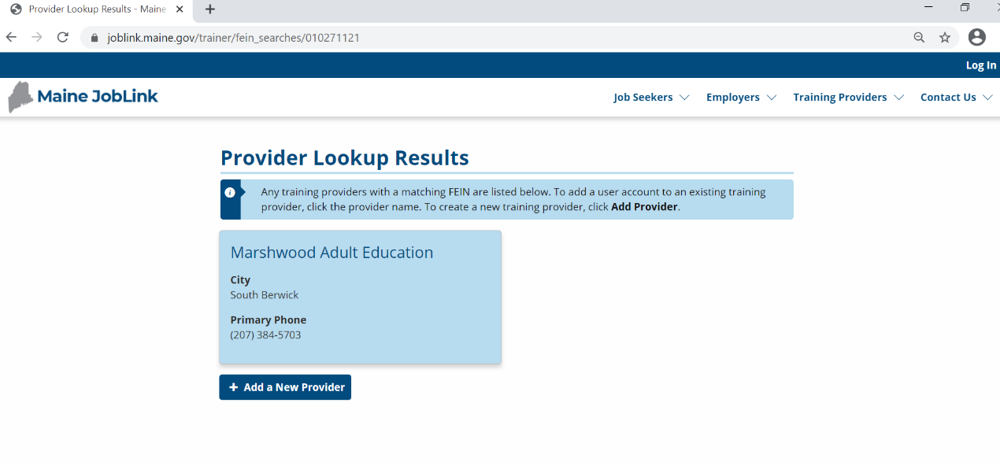 Provider Lookup Results - Maine
joblink.maine.gov/trainer/fein_searches/010271121
Log In
Maine JobLink
Job Seekers
Employers
Training Providers
Contact Us
Provider Lookup Results
Any training providers with a matching FEIN are listed below. To add a user account to an existing training
provider, click the provider name. To create a new training provider, click Add Provider.
Marshwood Adult Education
City
South Berwick
Primary Phone
(207) 384-5703
+ Add a New Provider